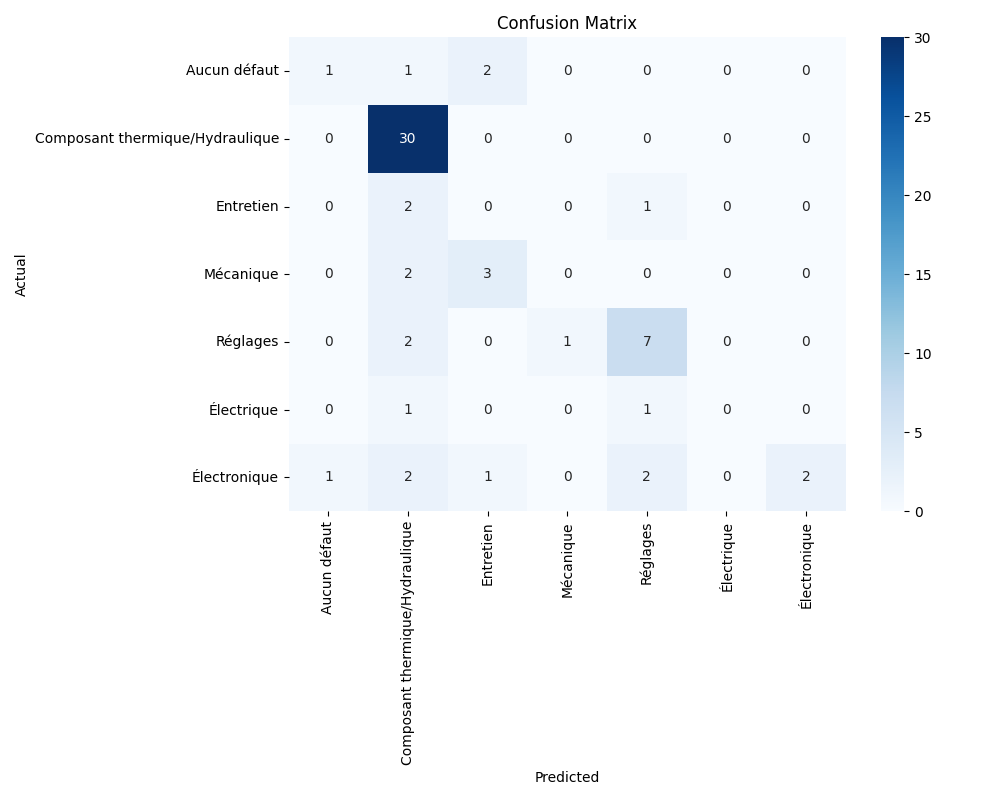 Confusion Matrix
Actual
Aucun défaut 1 1 2 0 0 0 0
Composant thermique/Hydraulique 0 30 0 0 0 0 0
Entretien 0 2 0 0 1 0 0
Mécanique 0 2 3 0 0 0 0
Réglages 0 2 0 1 7 0 0
Électrique 0 1 0 0 1 0 0
Électronique 1 2 1 0 2 0 2
Aucun défaut
Composant thermique/Hydraulique
Entretien
Mécanique
Réglages
Électrique
Électronique
Predicted
30
25
20
15
10
5
0